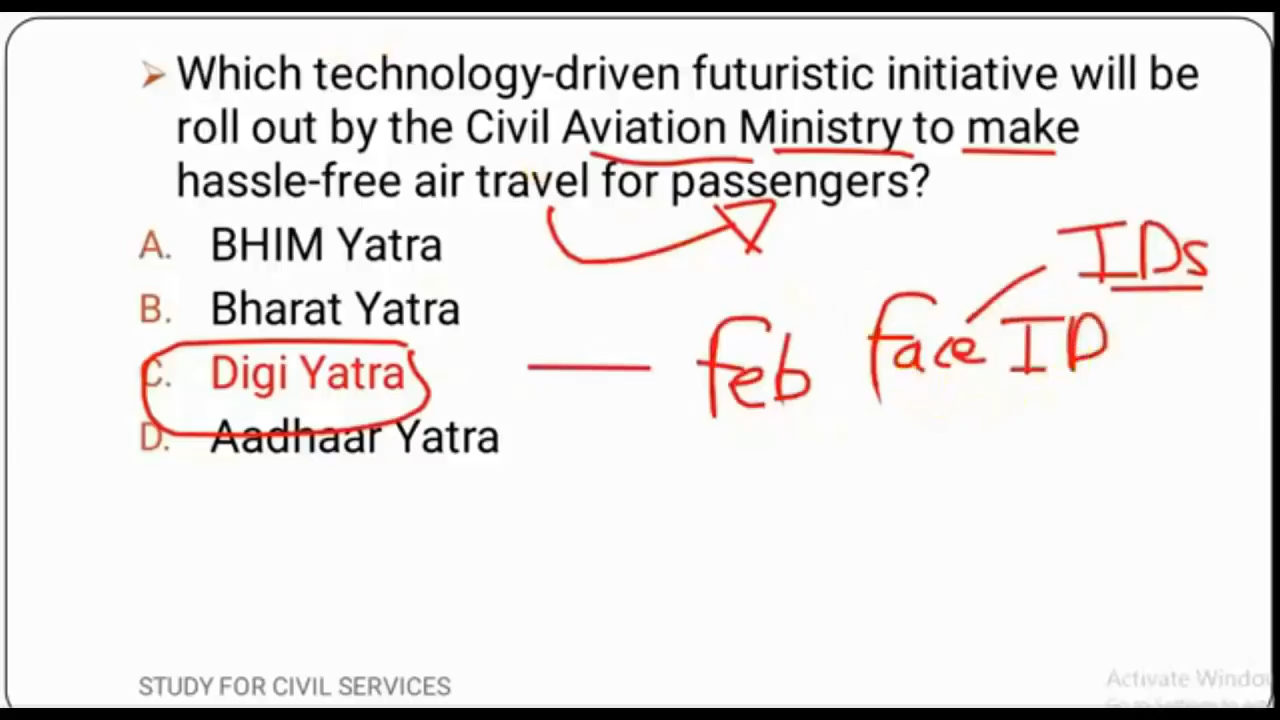 Which technology-driven futuristic initiative will be
roll out by the Civil Aviation Ministry to make
hassle-free air travel for passengers?
A. BHIM Yatra
B. Bharat Yatra
C. Digi Yatra
D. Aadhaar Yatra
IDs
feb face ID
STUDY FOR CIVIL SERVICES
Activate Windo